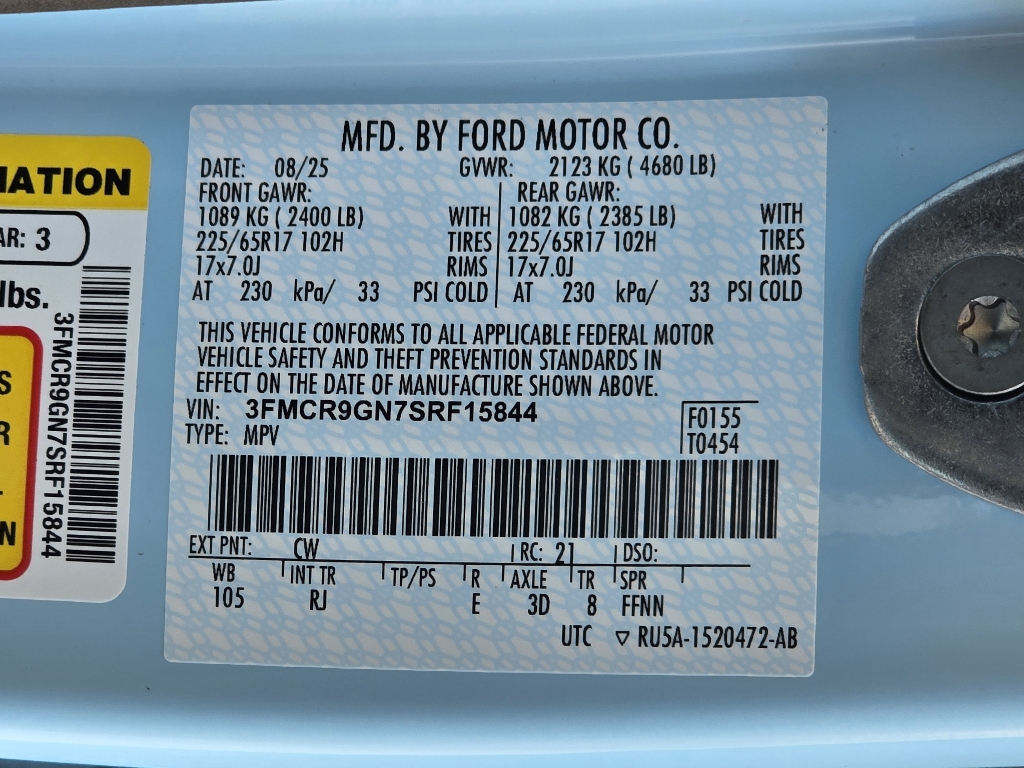 MATION
AR: 3
lbs.
3FMCR9GN7SRF15844
S
R
N
MFD. BY FORD MOTOR CO.
DATE: 08/25 GVWR: 2123 KG ( 4680 LB)
FRONT GAWR: REAR GAWR:
1089 KG ( 2400 LB) WITH 1082 KG ( 2385 LB) WITH
225/65R17 102H TIRES 225/65R17 102H TIRES
17x7.0J RIMS 17x7.0J RIMS
AT 230 kPa/ 33 PSI COLD AT 230 kPa/ 33 PSI COLD
THIS VEHICLE CONFORMS TO ALL APPLICABLE FEDERAL MOTOR
VEHICLE SAFETY AND THEFT PREVENTION STANDARDS IN
EFFECT ON THE DATE OF MANUFACTURE SHOWN ABOVE.
VIN: 3FMCR9GN7SRF15844
F0155
TYPE: MPV
T0454
EXT PNT: CW RC: 21 DSO:
WB INT TR TP/PS R AXLE TR SPR
105 RJ E 3D 8 FFNN
UTC ▽ RU5A-1520472-AB